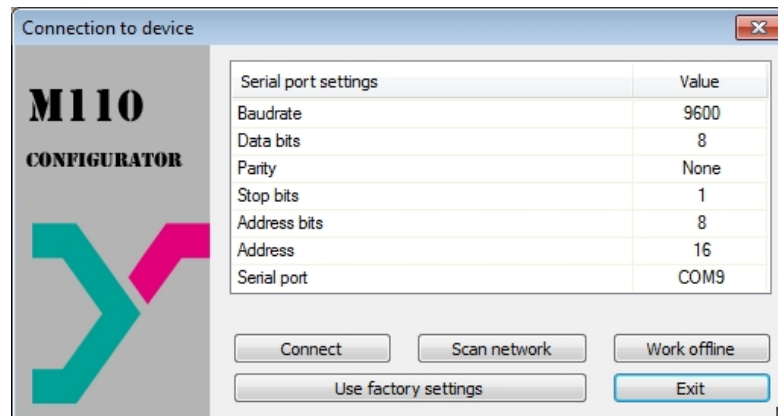 Connection to device
M110
CONFIGURATOR
Serial port settings Value
Baudrate 9600
Data bits 8
Parity None
Stop bits 1
Address bits 8
Address 16
Serial port COM9
Connect Scan network Work offline
Use factory settings Exit